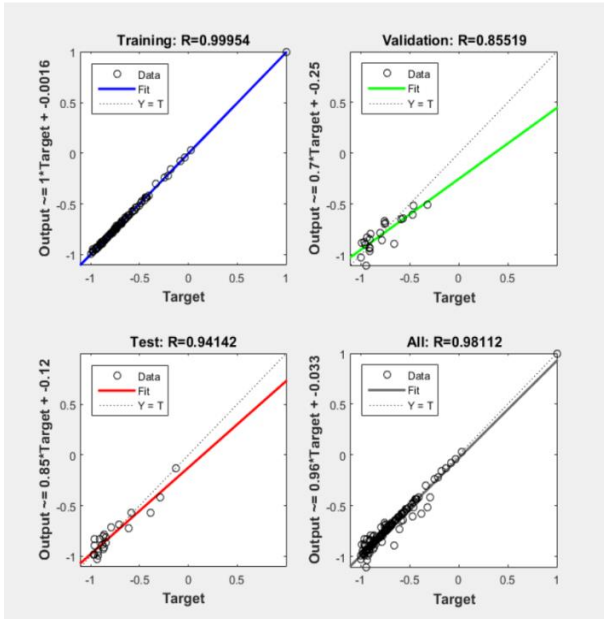 Training: R=0.99954
Output ~= 1*Target + -0.0016
1
0.5
0
-0.5
-1
Data
Fit
Y = T
-1
-0.5
0
0.5
1
Target
Validation: R=0.85519
Output ~= 0.7*Target + -0.25
0.5
0
-0.5
-1
Data
Fit
Y = T
-1
-0.5
0
0.5
Target
Test: R=0.94142
Output ~= 0.85*Target + -0.12
0.5
0
-0.5
-1
Data
Fit
Y = T
-1
-0.5
0
0.5
Target
All: R=0.98112
Output ~= 0.96*Target + -0.033
1
0.5
0
-0.5
-1
Data
Fit
Y = T
-1
-0.5
0
0.5
1
Target